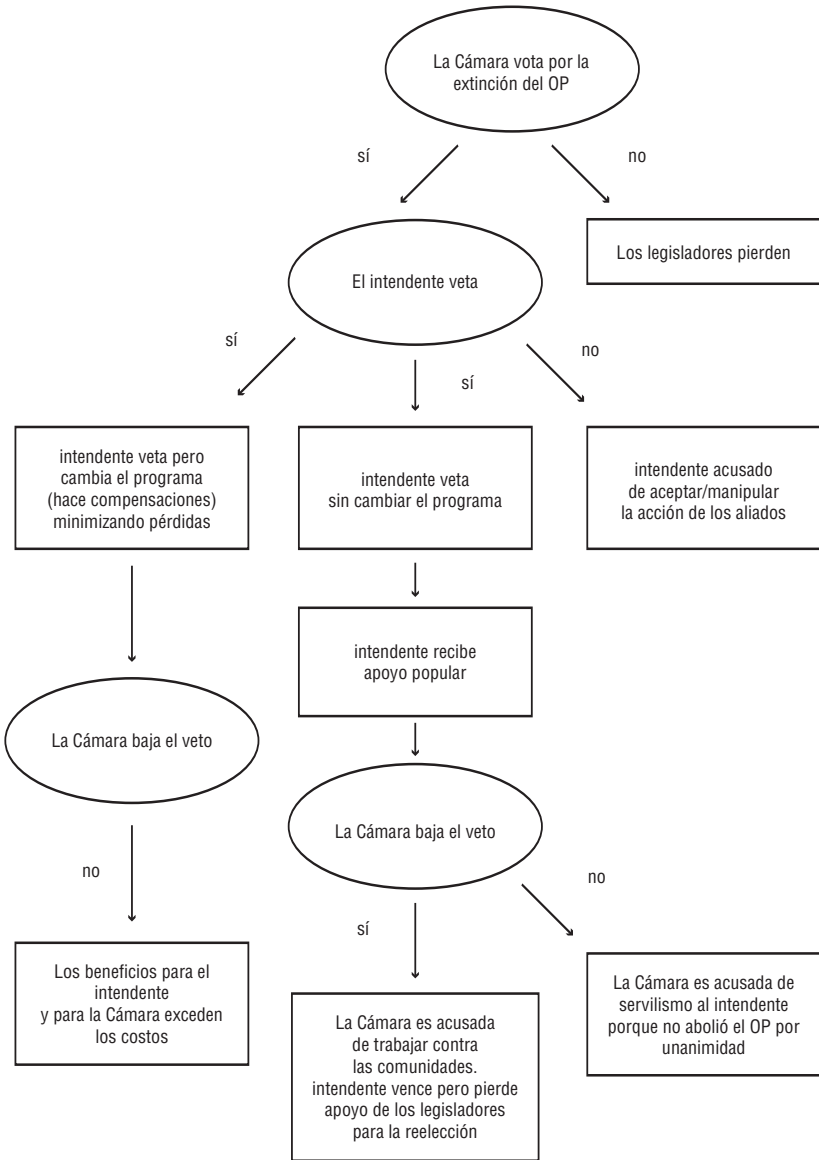 La Cámara vota por la
extinción del OP
sí
no
Los legisladores pierden
El intendente veta
sí
sí
no
intendente veta pero
cambia el programa
(hace compensaciones)
minimizando pérdidas
intendente veta
sin cambiar el programa
intendente acusado
de aceptar/manipular
la acción de los aliados
intendente recibe
apoyo popular
La Cámara baja el veto
La Cámara baja el veto
no
sí
no
Los beneficios para el
intendente
y para la Cámara exceden
los costos
La Cámara es acusada
de trabajar contra
las comunidades.
intendente vence pero pierde
apoyo de los legisladores
para la reelección
La Cámara es acusada de
servilismo al intendente
porque no abolió el OP por
unanimidad